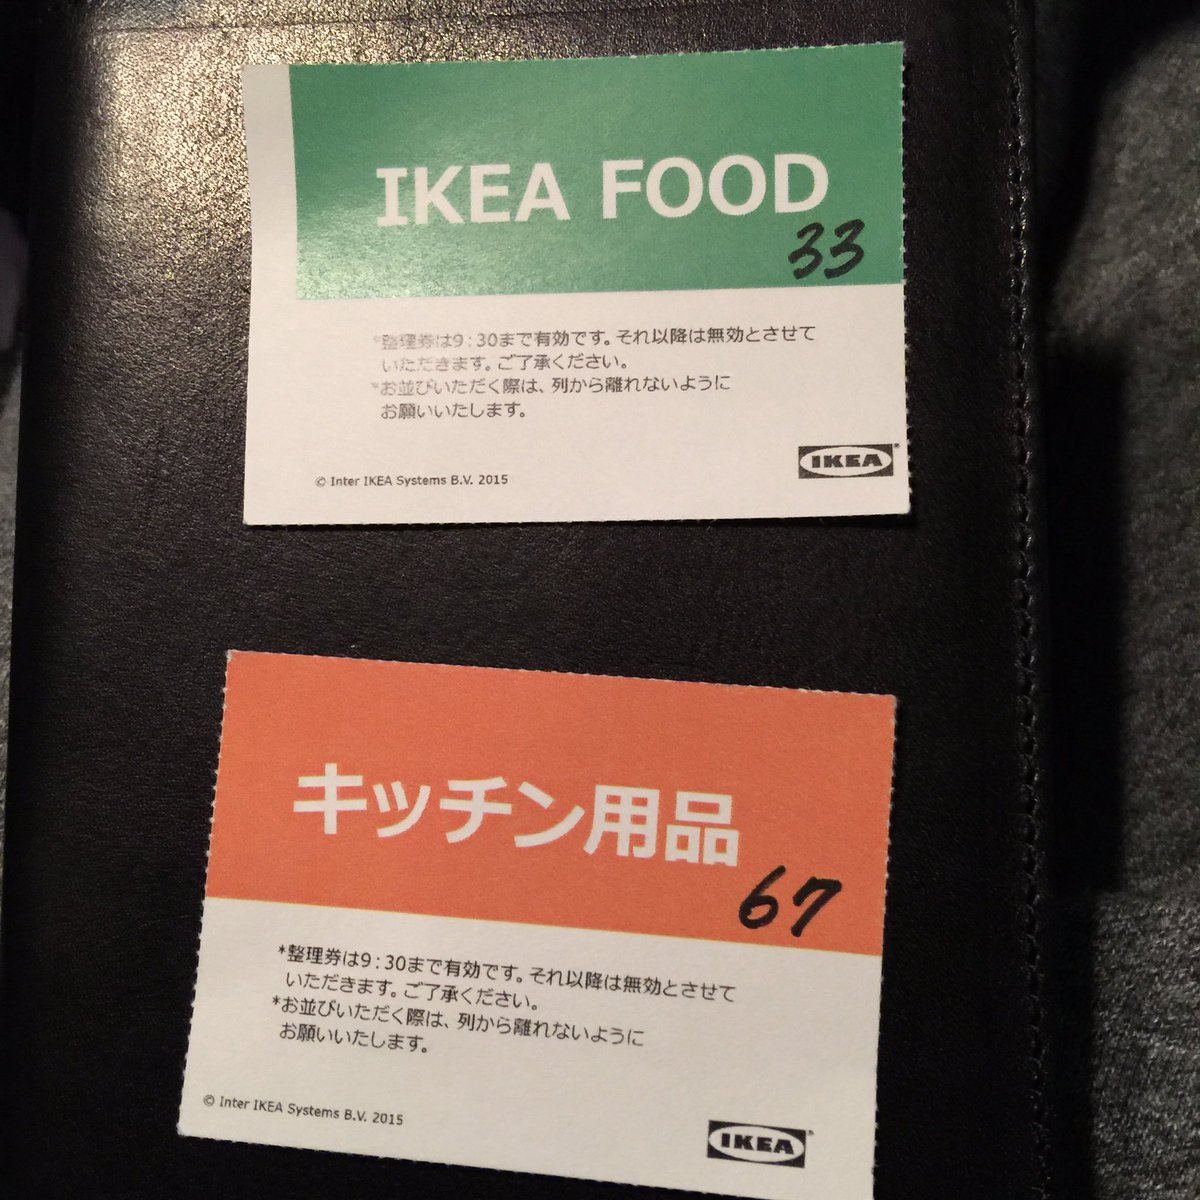 IKEA FOOD
33
*整理券は9:30まで有効です。それ以降は無効とさせて
いただきます。ご了承ください。
*お並びいただく際は、列から離れないように
お願いいたします。
IKEA
© Inter IKEA Systems B.V. 2015
キッチン用品
67
*整理券は9:30まで有効です。それ以降は無効とさせて
いただきます。ご了承ください。
*お並びいただく際は、列から離れないように
お願いいたします。
© Inter IKEA Systems B.V. 2015
IKEA